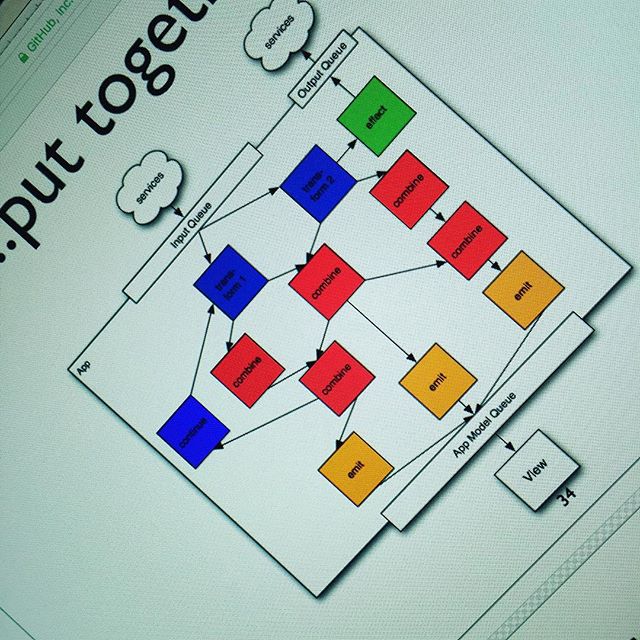 GitHub, Inc.
...put togeth
services
Output Queue
effect
services
Input Queue
trans-
form 2
combine
combine
trans-
form 1
combine
emit
App
combine
combine
emit
continue
emit
App Model Queue
View
34